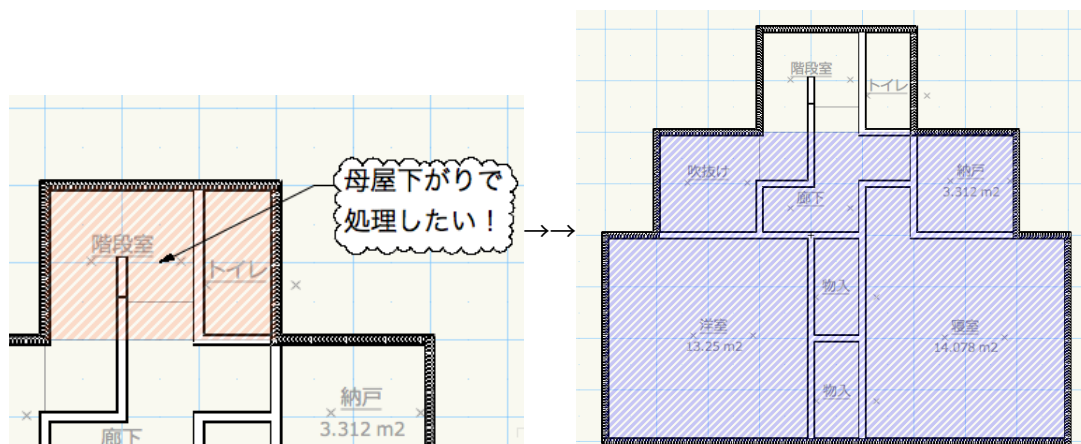 母屋下がりで
処理したい！
階段室
トイレ
納戸
3.312 m2
廊下
→→
階段室
トイレ
吹抜け
納戸
3.312 m2
廊下
物入
洋室
13.25 m2
寝室
14.078 m2
物入